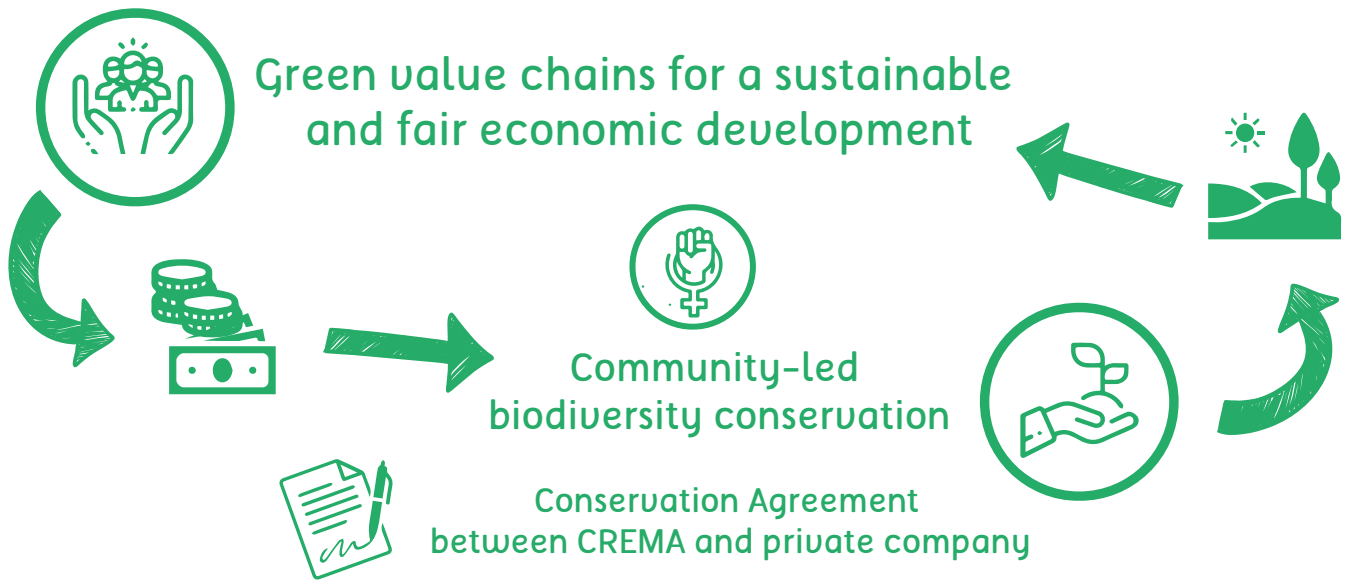 Green value chains for a sustainable
and fair economic development
Community-led
biodiversity conservation
Conservation Agreement
between CREMA and private company